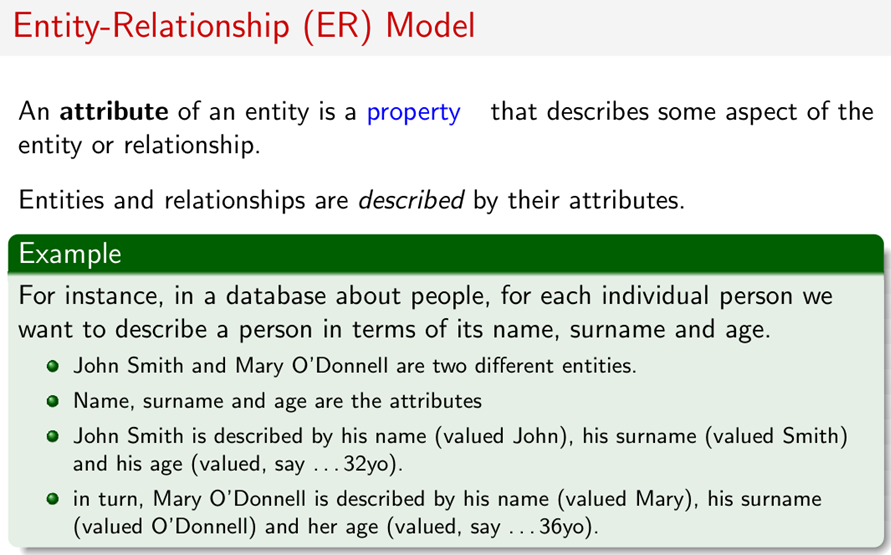 Entity-Relationship (ER) Model
An attribute of an entity is a property that describes some aspect of the
entity or relationship.
Entities and relationships are described by their attributes.
Example
For instance, in a database about people, for each individual person we
want to describe a person in terms of its name, surname and age.
John Smith and Mary O'Donnell are two different entities.
Name, surname and age are the attributes
John Smith is described by his name (valued John), his surname (valued Smith)
and his age (valued, say ...32yo).
in turn, Mary O'Donnell is described by his name (valued Mary), his surname
(valued O'Donnell) and her age (valued, say ...36yo).